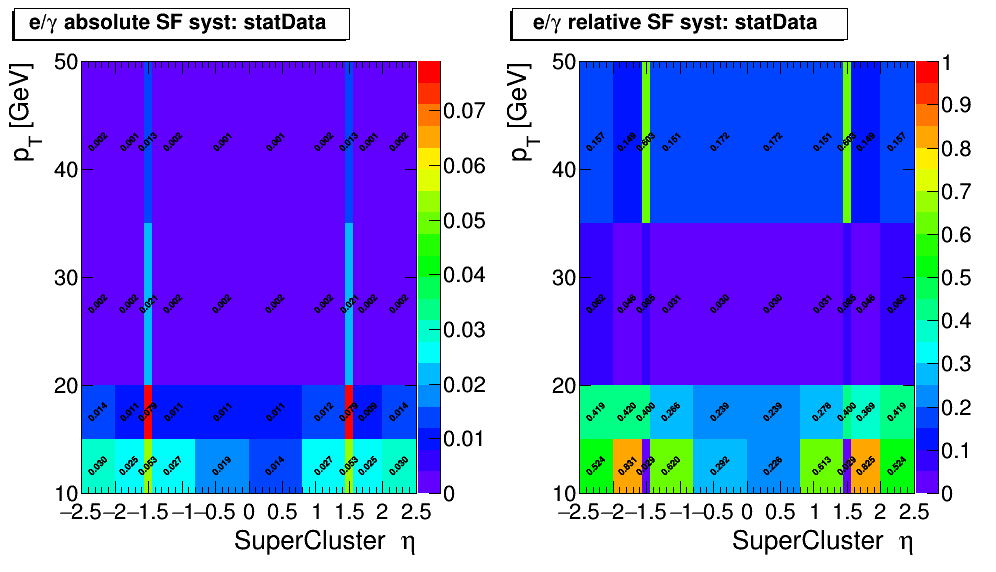 e/γ absolute SF syst: statData
p_T [GeV]
50
40
30
20
10
0.002 0.001 0.013 0.002 0.001 0.001 0.002 0.013 0.001 0.002
0.002 0.002 0.021 0.002 0.002 0.002 0.002 0.021 0.002 0.002
0.014 0.011 0.079 0.011 0.011 0.011 0.012 0.079 0.009 0.014
0.030 0.025 0.053 0.027 0.019 0.014 0.027 0.053 0.025 0.030
−2.5 −2 −1.5 −1 −0.5 0 0.5 1 1.5 2 2.5
SuperCluster η
0.07
0.06
0.05
0.04
0.03
0.02
0.01
0
e/γ relative SF syst: statData
p_T [GeV]
50
40
30
20
10
0.157 0.149 0.603 0.151 0.172 0.172 0.151 0.603 0.149 0.157
0.062 0.046 0.085 0.031 0.030 0.030 0.031 0.085 0.046 0.062
0.419 0.420 0.400 0.266 0.239 0.239 0.278 0.400 0.369 0.419
0.524 0.831 0.029 0.620 0.292 0.226 0.613 0.825 0.524
−2.5 −2 −1.5 −1 −0.5 0 0.5 1 1.5 2 2.5
SuperCluster η
1
0.9
0.8
0.7
0.6
0.5
0.4
0.3
0.2
0.1
0